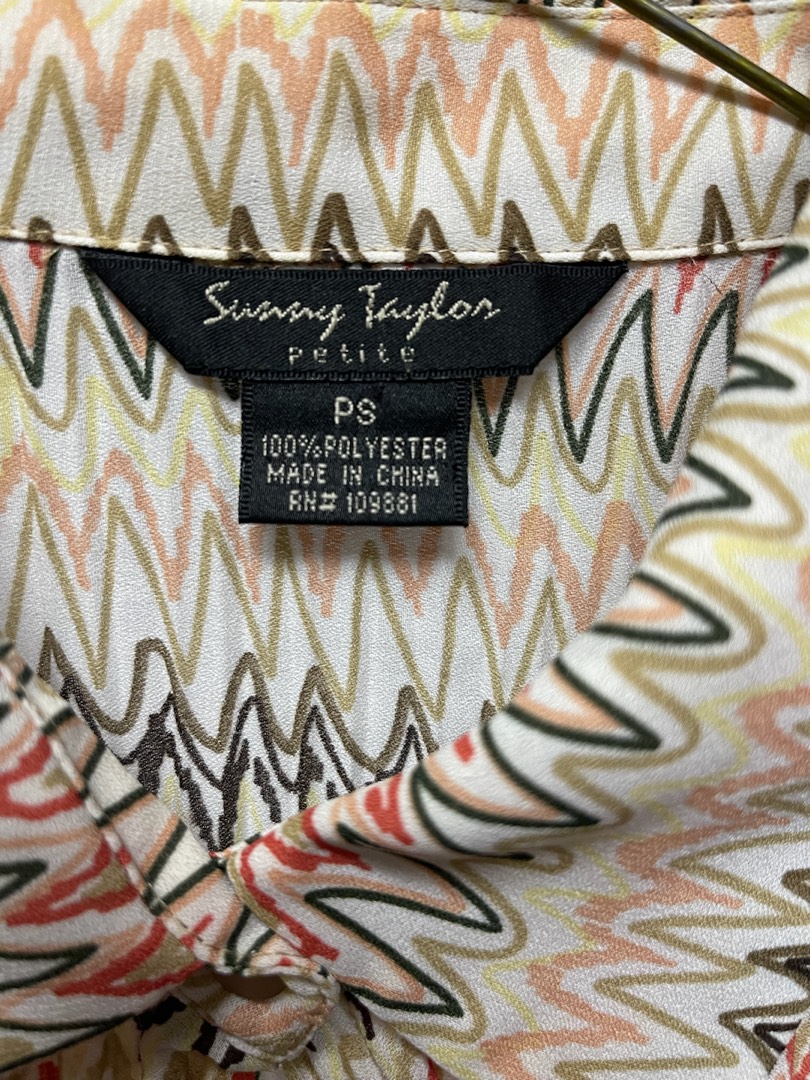 Sunny Taylor
petite
PS
100%POLYESTER
MADE IN CHINA
RN# 109881